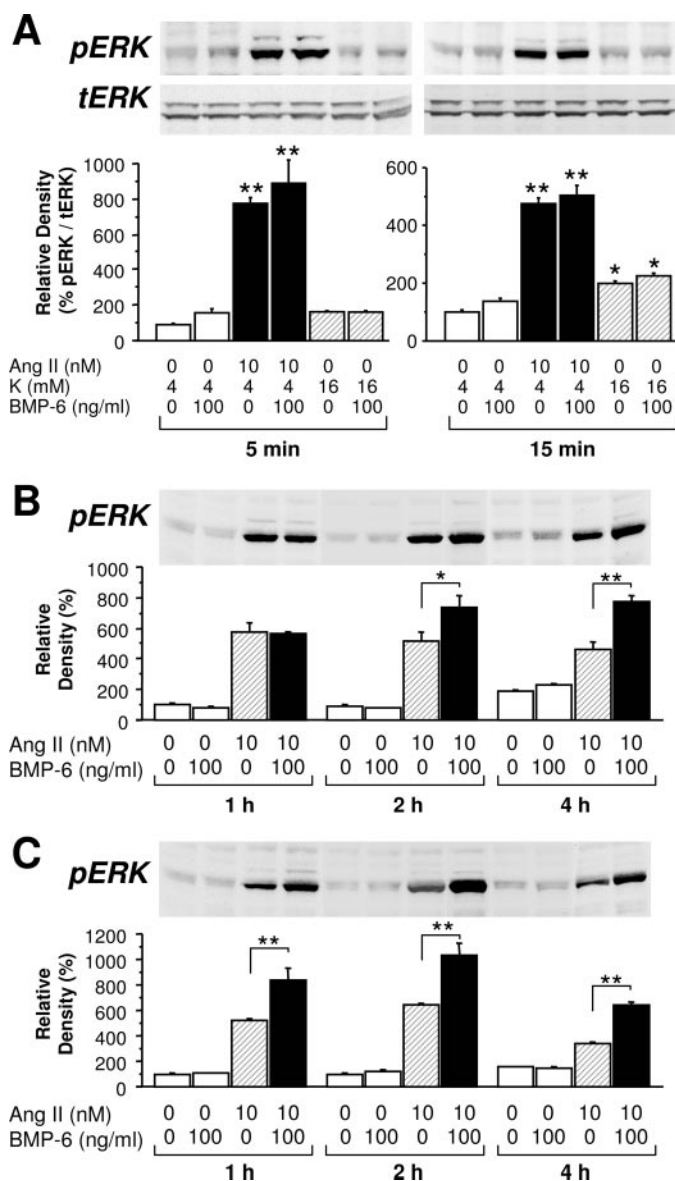 A
pERK
tERK
Relative Density
(% pERK / tERK)
1000
800
600
400
200
0
** **
600
400
200
0
** ** * *
Ang II (nM) 0 0 10 10 0 0 0 0 10 10 0 0
K (mM) 4 4 4 4 16 16 4 4 4 4 16 16
BMP-6 (ng/ml) 0 100 0 100 0 100 0 100 0 100 0 100
5 min 15 min
B
pERK
Relative
Density (%)
1000
800
600
400
200
0
* **
Ang II (nM) 0 0 10 10 0 0 10 10 0 0 10 10
BMP-6 (ng/ml) 0 100 0 100 0 100 0 100 0 100 0 100
1 h 2 h 4 h
C
pERK
Relative
Density (%)
1200
1000
800
600
400
200
0
** ** **
Ang II (nM) 0 0 10 10 0 0 10 10 0 0 10 10
BMP-6 (ng/ml) 0 100 0 100 0 100 0 100 0 100 0 100
1 h 2 h 4 h